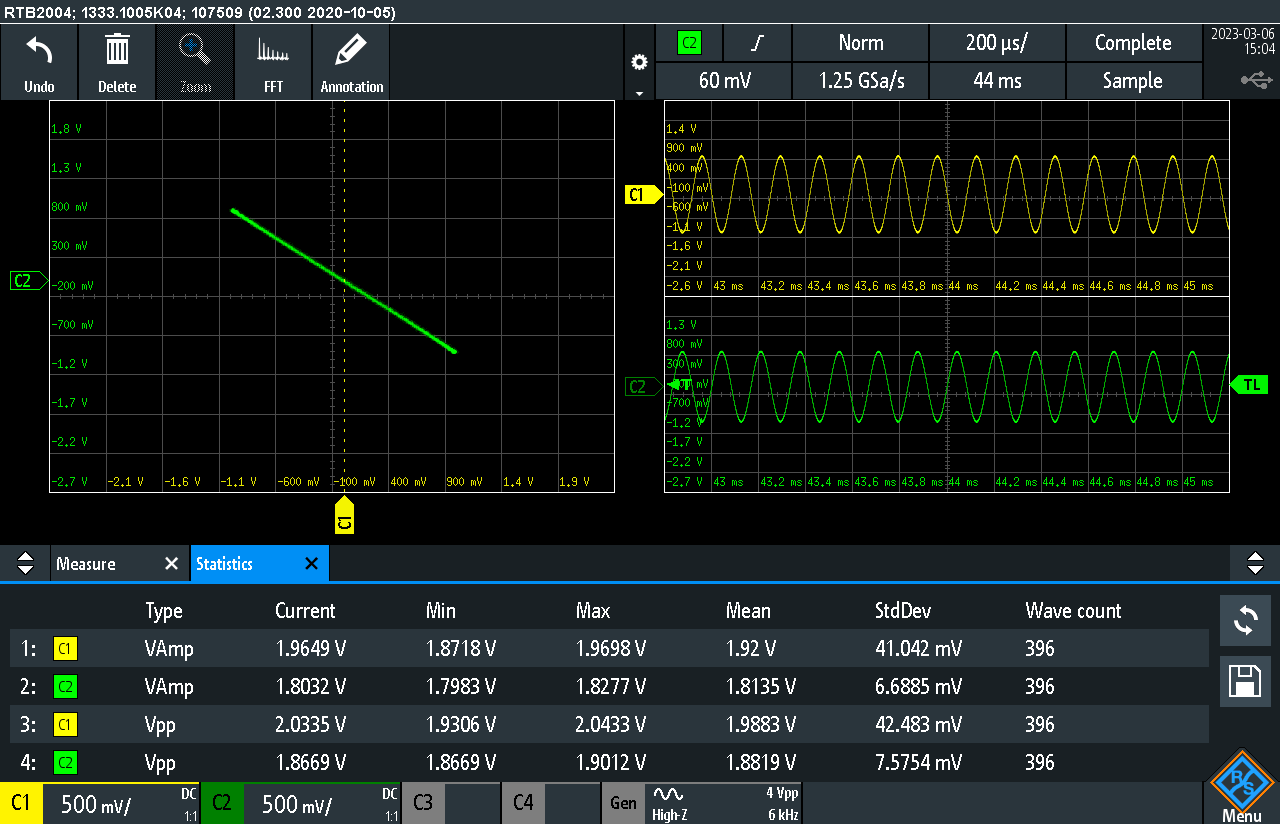 RTB2004; 1333.1005K04; 107509 (02.300 2020-10-05)
Undo Delete Zoom FFT Annotation
C2 Norm 200 µs/ Complete
60 mV 1.25 GSa/s 44 ms Sample
2023-03-06
15:04
1.8 V
1.3 V
800 mV
300 mV
C2
-200 mV
-700 mV
-1.2 V
-1.7 V
-2.2 V
-2.7 V -2.1 V -1.6 V -1.1 V -600 mV -100 mV 400 mV 900 mV 1.4 V 1.9 V
C1
1.4 V
900 mV
400 mV
C1
-100 mV
-600 mV
-1.1 V
-1.6 V
-2.1 V
-2.6 V 43 ms 43.2 ms 43.4 ms 43.6 ms 43.8 ms 44 ms 44.2 ms 44.4 ms 44.6 ms 44.8 ms 45 ms
1.3 V
800 mV
300 mV
C2 T mV TL
-700 mV
-1.2 V
-1.7 V
-2.2 V
-2.7 V 43 ms 43.2 ms 43.4 ms 43.6 ms 43.8 ms 44 ms 44.2 ms 44.4 ms 44.6 ms 44.8 ms 45 ms
Measure Statistics
Type Current Min Max Mean StdDev Wave count
1: C1 VAmp 1.9649 V 1.8718 V 1.9698 V 1.92 V 41.042 mV 396
2: C2 VAmp 1.8032 V 1.7983 V 1.8277 V 1.8135 V 6.6885 mV 396
3: C1 Vpp 2.0335 V 1.9306 V 2.0433 V 1.9883 V 42.483 mV 396
4: C2 Vpp 1.8669 V 1.8669 V 1.9012 V 1.8819 V 7.5754 mV 396
C1 500 mV/ DC 1:1 C2 500 mV/ DC 1:1 C3 C4 Gen High-Z 4 Vpp 6 kHz
R&S
Menu